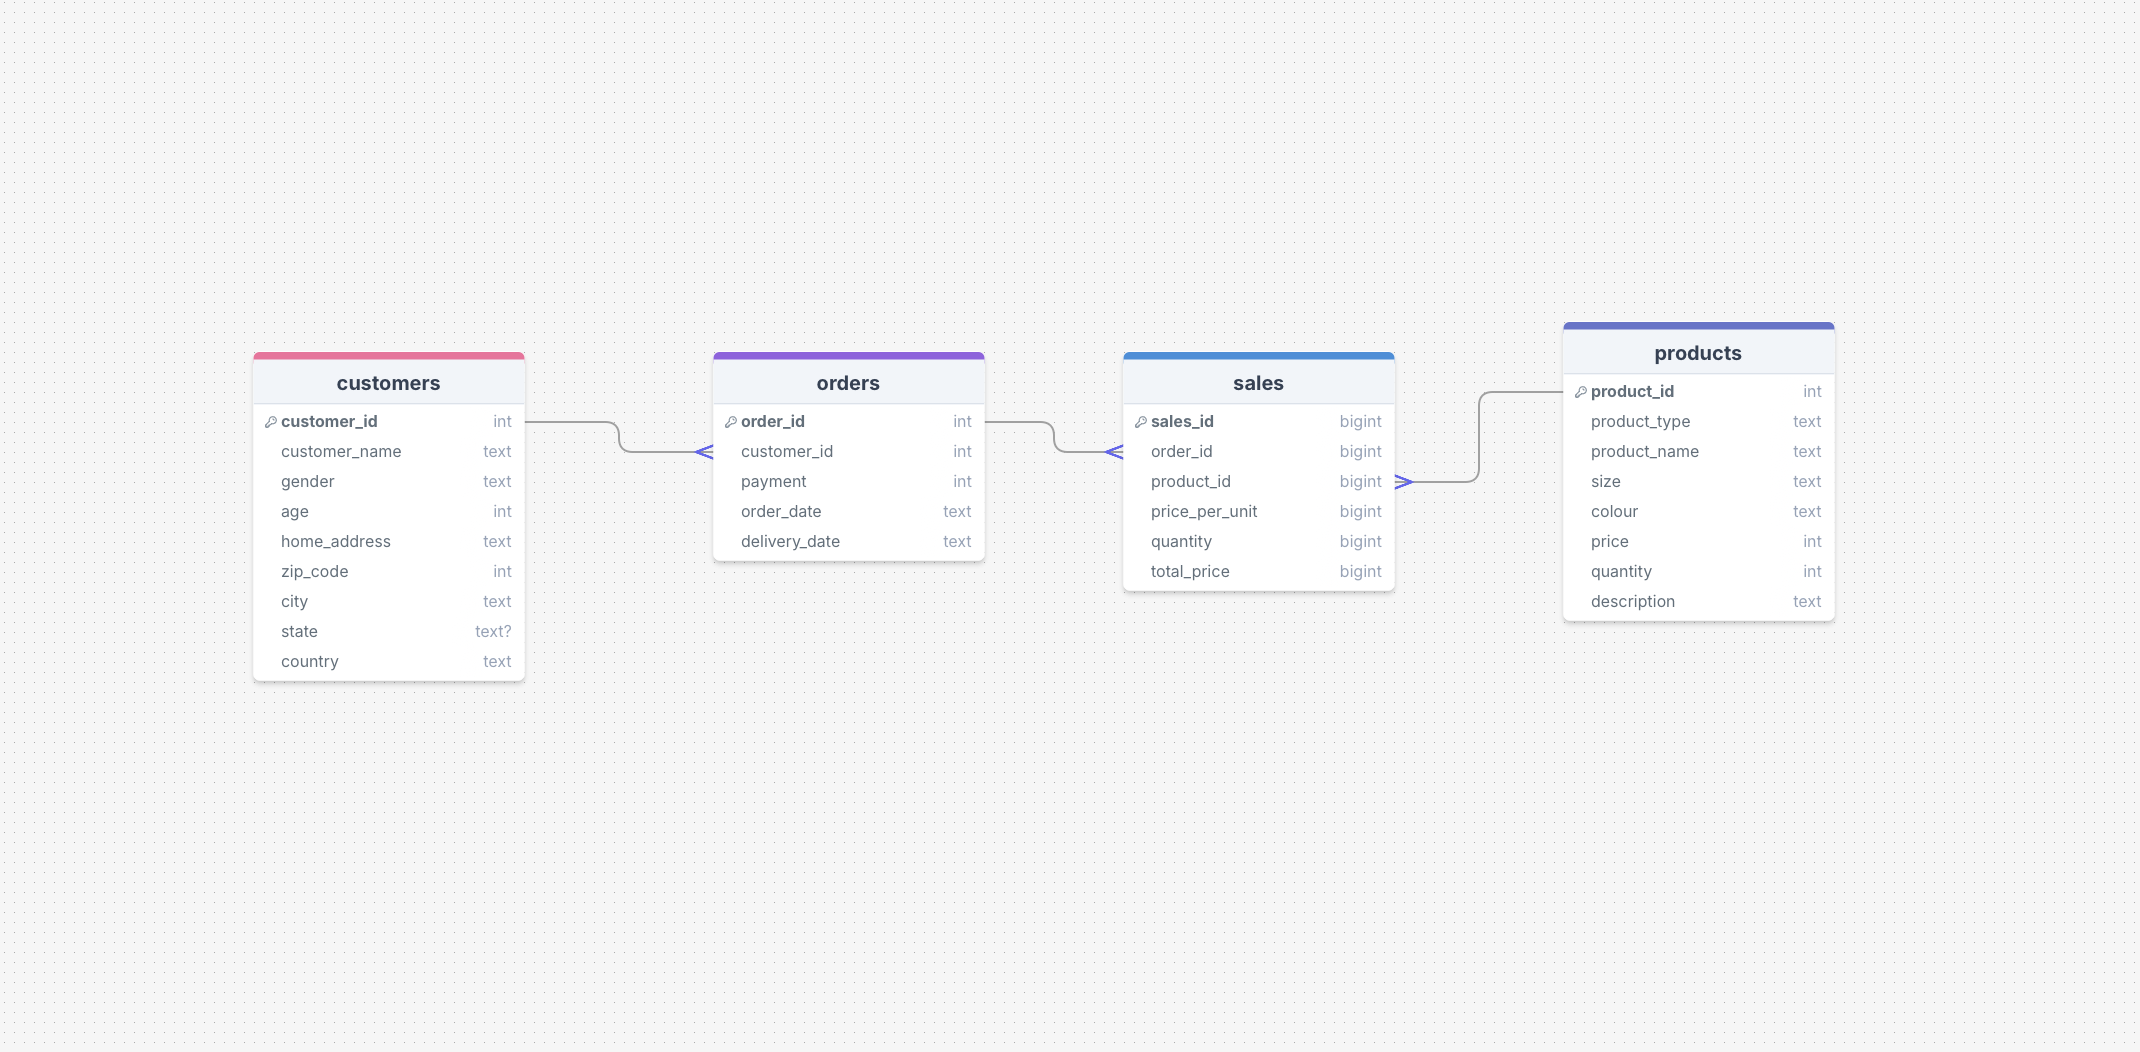 customers
customer_id int
customer_name text
gender text
age int
home_address text
zip_code int
city text
state text?
country text
orders
order_id int
customer_id int
payment int
order_date text
delivery_date text
sales
sales_id bigint
order_id bigint
product_id bigint
price_per_unit bigint
quantity bigint
total_price bigint
products
product_id int
product_type text
product_name text
size text
colour text
price int
quantity int
description text